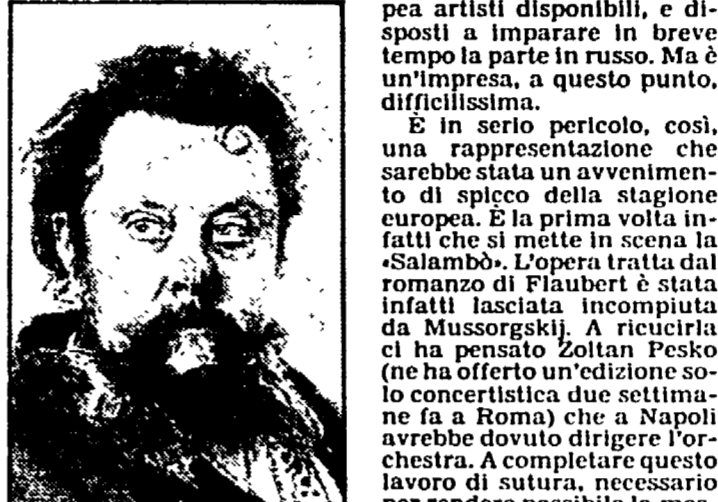 pea artisti disponibili, e di-
sposti a imparare in breve
tempo la parte in russo. Ma è
un'impresa, a questo punto,
difficilissima.
È in serio pericolo, così,
una rappresentazione che
sarebbe stata un avvenimen-
to di spicco della stagione
europea. È la prima volta in-
fatti che si mette in scena la
«Salambò». L'opera tratta dal
romanzo di Flaubert è stata
infatti lasciata incompiuta
da Mussorgskij. A ricucirla
ci ha pensato Zoltan Pesko
(ne ha offerto un'edizione so-
lo concertistica due settima-
ne fa a Roma) che a Napoli
avrebbe dovuto dirigere l'or-
chestra. A completare questo
lavoro di sutura, necessario
per rendere possibile la